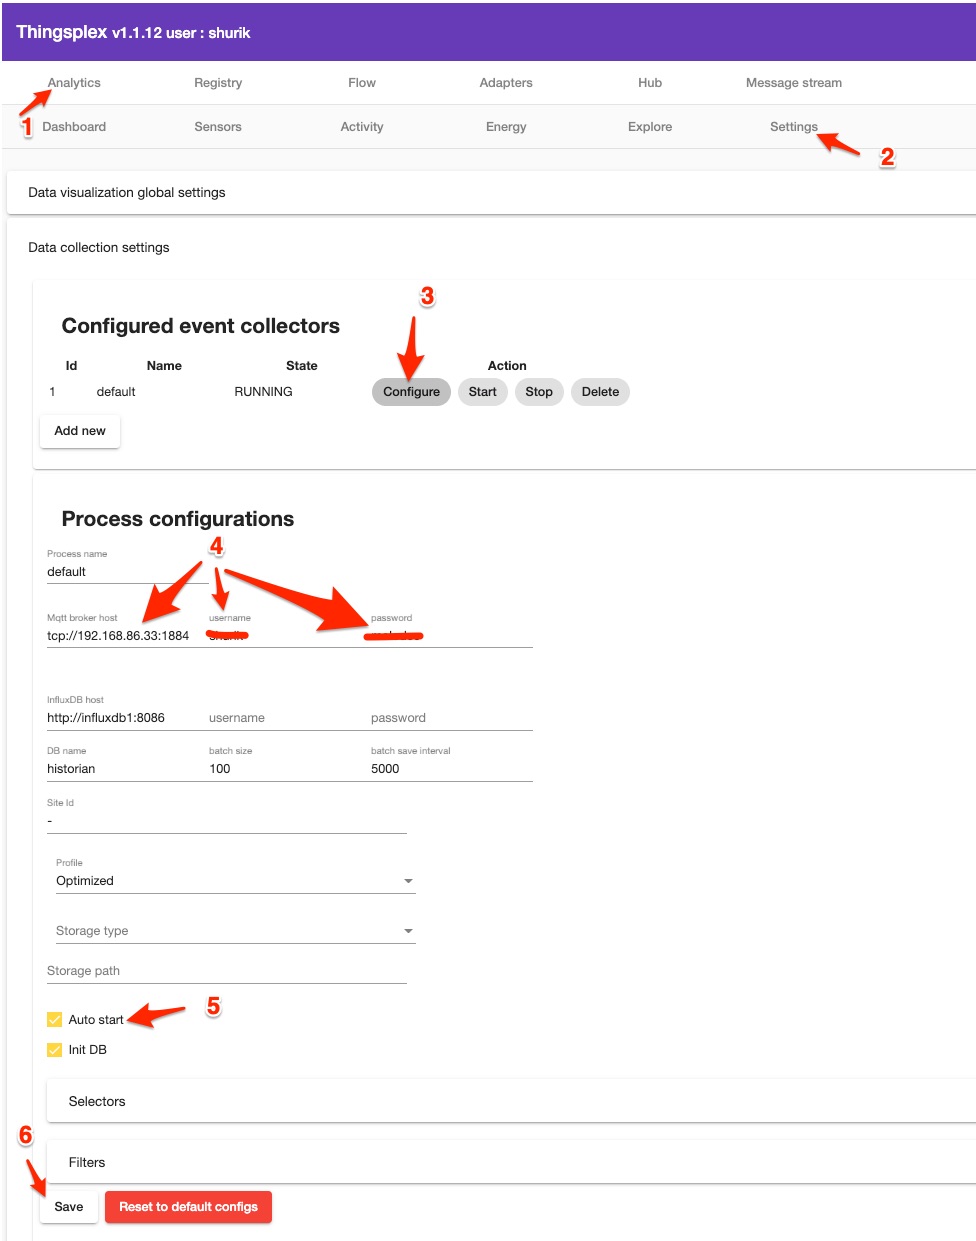 Thingsplex v1.1.12 user : shurik
Analytics Registry Flow Adapters Hub Message stream
1 Dashboard Sensors Activity Energy Explore Settings
2
Data visualization global settings
Data collection settings
3
Configured event collectors
Id Name State Action
1 default RUNNING Configure Start Stop Delete
Add new
Process configurations
4
Process name
default
Mqtt broker host username password
tcp://192.168.86.33:1884
InfluxDB host
http://influxdb1:8086 username password
DB name batch size batch save interval
historian 100 5000
Site Id
-
Profile
Optimized
Storage type
Storage path
5
Auto start
Init DB
Selectors
6
Filters
Save Reset to default configs